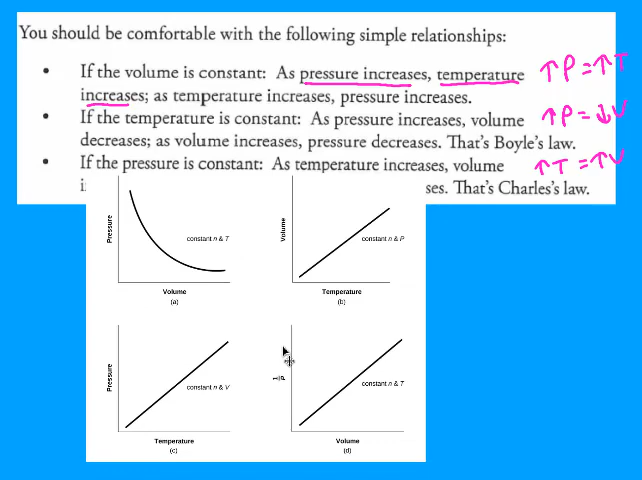 You should be comfortable with the following simple relationships:
• If the volume is constant: As pressure increases, temperature ↑P=↑T
increases; as temperature increases, pressure increases.
• If the temperature is constant: As pressure increases, volume ↑P=↓V
decreases; as volume increases, pressure decreases. That's Boyle's law.
• If the pressure is constant: As temperature increases, volume ↑T=↑V
ses. That's Charles's law.
Pressure
constant n & T
Volume
(a)
Volume
constant n & P
Temperature
(b)
Pressure
constant n & V
Temperature
(c)
1/P
constant n & T
Volume
(d)